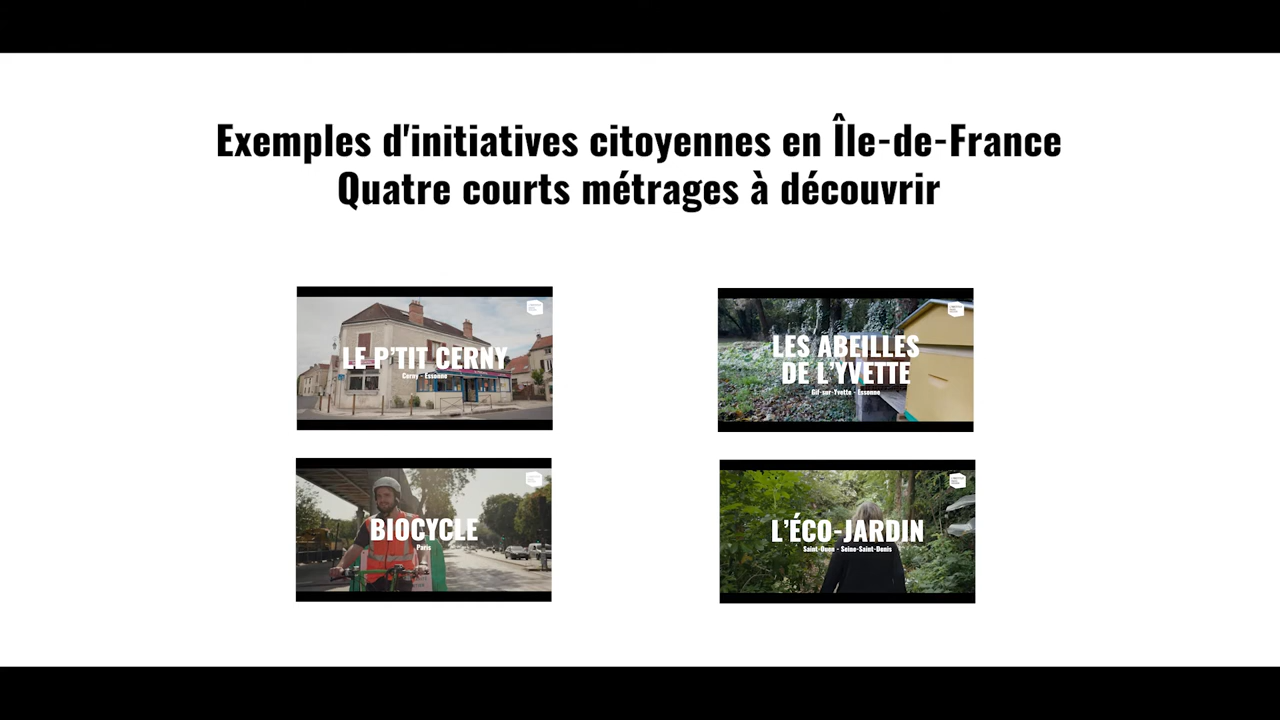 Exemples d'initiatives citoyennes en Île-de-France
Quatre courts métrages à découvrir
LE P'TIT CERNY
Cerny - Essonne
LES ABEILLES
DE L'YVETTE
Gif-sur-Yvette - Essonne
BIOCYCLE
Paris
L'ÉCO-JARDIN
Saint-Ouen - Seine-Saint-Denis